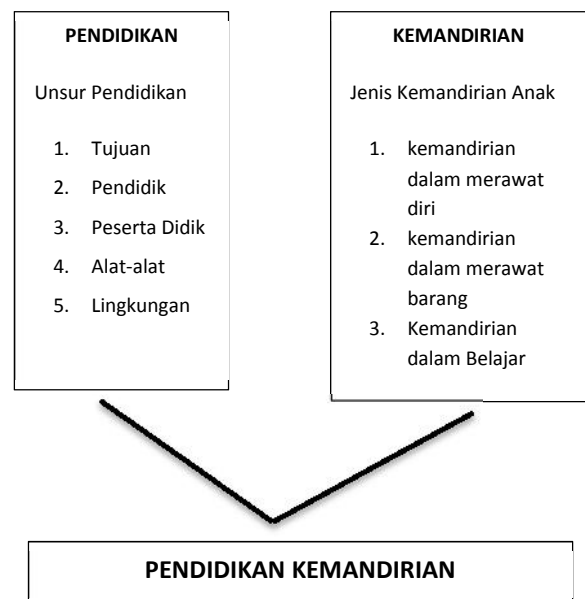 PENDIDIKAN
Unsur Pendidikan
1. Tujuan
2. Pendidik
3. Peserta Didik
4. Alat-alat
5. Lingkungan
KEMANDIRIAN
Jenis Kemandirian Anak
1. kemandirian
dalam merawat
diri
2. kemandirian
dalam merawat
barang
3. Kemandirian
dalam Belajar
PENDIDIKAN KEMANDIRIAN